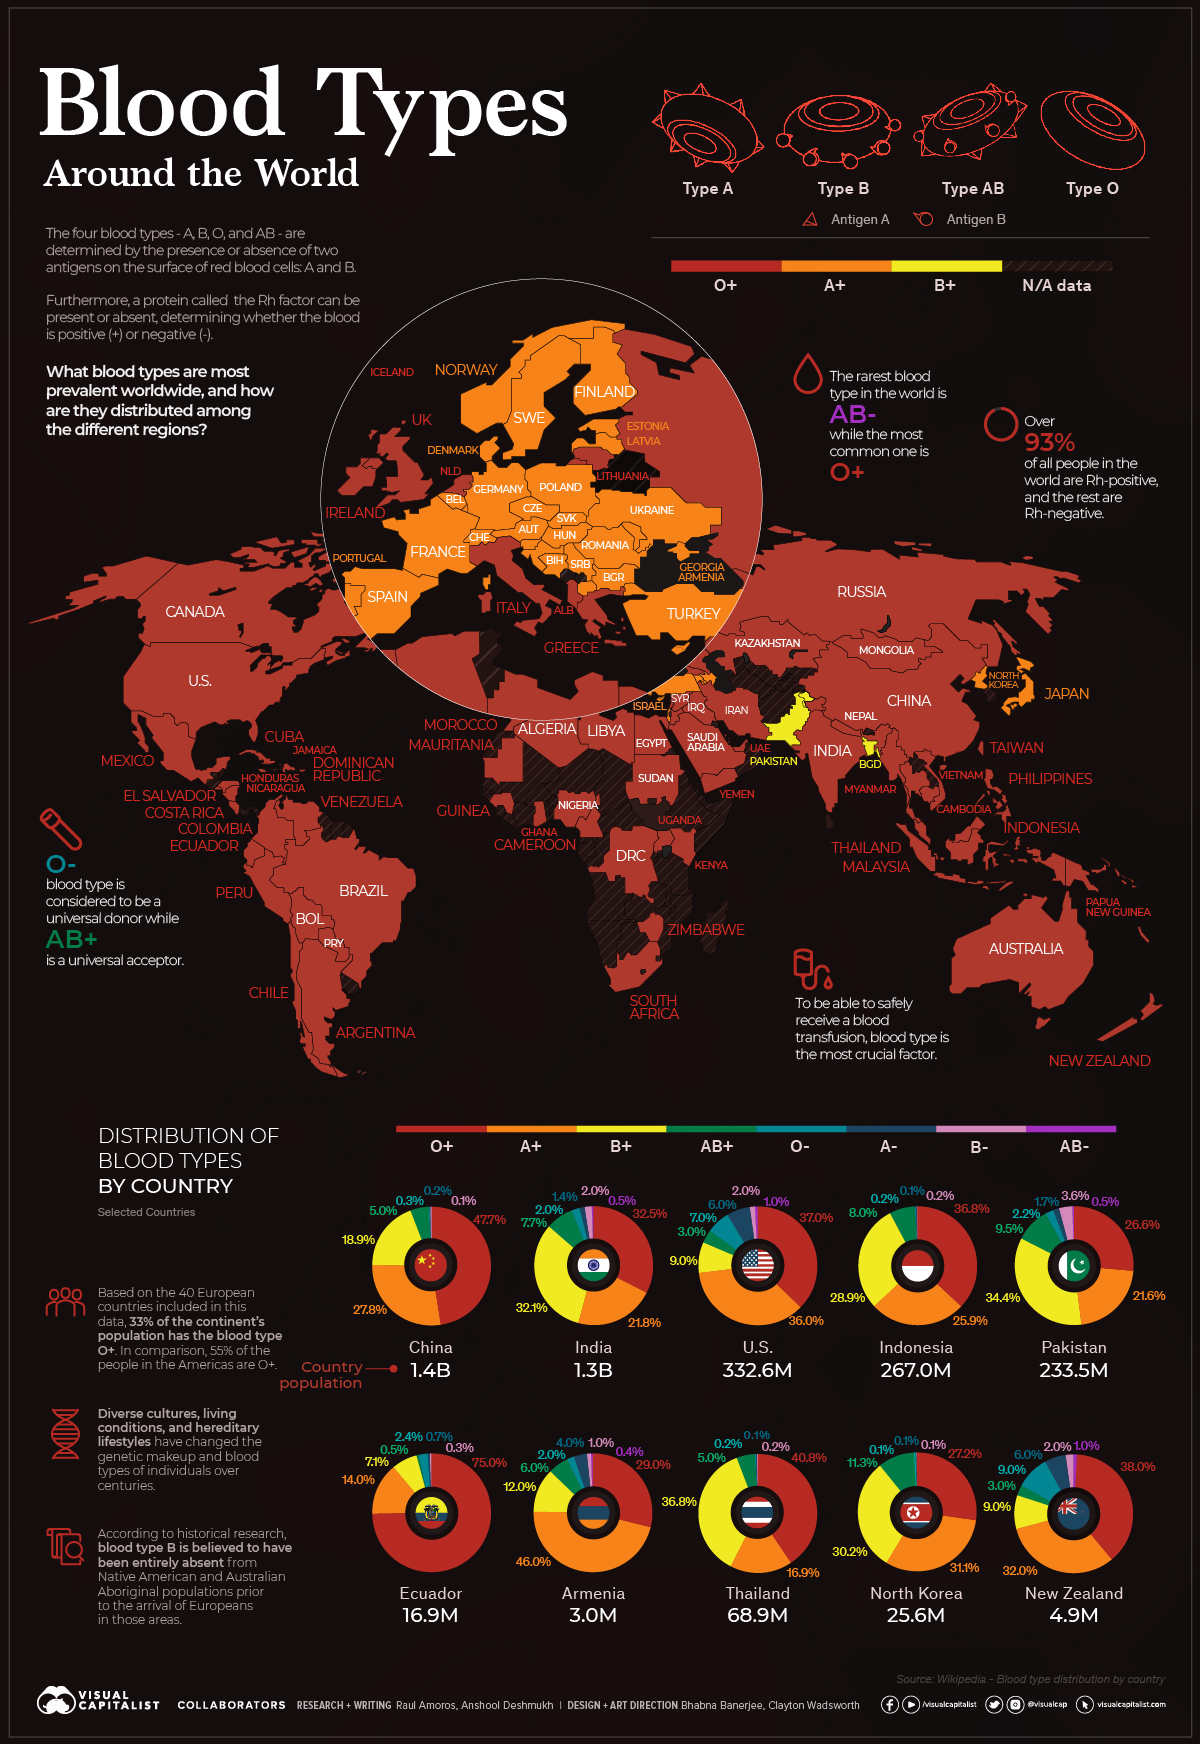 Blood Types
Around the World
The four blood types - A, B, O, and AB - are
determined by the presence or absence of two
antigens on the surface of red blood cells: A and B.
Furthermore, a protein called the Rh factor can be
present or absent, determining whether the blood
is positive (+) or negative (-).
What blood types are most
prevalent worldwide, and how
are they distributed among
the different regions?
Type A
Type B
Type AB
Type O
Antigen A
Antigen B
O+
A+
B+
N/A data
The rarest blood
type in the world is
AB-
while the most
common one is
O+
Over
93%
of all people in the
world are Rh-positive,
and the rest are
Rh-negative.
ICELAND
NORWAY
FINLAND
UK
SWE
ESTONIA
LATVIA
DENMARK
NLD
LITHUANIA
BEL
GERMANY
POLAND
IRELAND
CZE
UKRAINE
SVK
AUT
CHE
HUN
ROMANIA
FRANCE
PORTUGAL
BIH
SRB
BGR
GEORGIA
ARMENIA
SPAIN
ITALY
ALB
TURKEY
GREECE
CANADA
U.S.
RUSSIA
KAZAKHSTAN
MONGOLIA
NORTH
KOREA
JAPAN
CHINA
SYR
ISRAEL
IRQ
IRAN
NEPAL
MOROCCO
MAURITANIA
ALGERIA
LIBYA
EGYPT
SAUDI
ARABIA
UAE
PAKISTAN
INDIA
BGD
TAIWAN
MEXICO
CUBA
JAMAICA
DOMINICAN
REPUBLIC
HONDURAS
NICARAGUA
EL SALVADOR
COSTA RICA
COLOMBIA
ECUADOR
VENEZUELA
SUDAN
YEMEN
MYANMAR
VIETNAM
PHILIPPINES
GUINEA
NIGERIA
GHANA
CAMEROON
UGANDA
CAMBODIA
INDONESIA
THAILAND
MALAYSIA
DRC
KENYA
PERU
BRAZIL
BOL
PRY
ZIMBABWE
PAPUA
NEW GUINEA
AUSTRALIA
CHILE
ARGENTINA
SOUTH
AFRICA
NEW ZEALAND
O-
blood type is
considered to be a
universal donor while
AB+
is a universal acceptor.
To be able to safely
receive a blood
transfusion, blood type is
the most crucial factor.
DISTRIBUTION OF
BLOOD TYPES
BY COUNTRY
Selected Countries
O+
A+
B+
AB+
O-
A-
B-
AB-
0.2%
0.3%
0.1%
5.0%
47.7%
18.9%
27.8%
China
1.4B
2.0%
1.4%
0.5%
2.0%
32.5%
7.7%
32.1%
21.8%
India
1.3B
2.0%
6.0%
1.0%
7.0%
37.0%
3.0%
9.0%
36.0%
U.S.
332.6M
0.1%
0.2%
0.2%
36.8%
8.0%
28.9%
25.9%
Indonesia
267.0M
3.6%
1.7%
0.5%
2.2%
26.6%
9.5%
34.4%
21.6%
Pakistan
233.5M
Country
population
Based on the 40 European
countries included in this
data, 33% of the continent's
population has the blood type
O+. In comparison, 55% of the
people in the Americas are O+.
Diverse cultures, living
conditions, and hereditary
lifestyles have changed the
genetic makeup and blood
types of individuals over
centuries.
According to historical research,
blood type B is believed to have
been entirely absent from
Native American and Australian
Aboriginal populations prior
to the arrival of Europeans
in those areas.
2.4%
0.7%
0.5%
0.3%
7.1%
75.0%
14.0%
Ecuador
16.9M
4.0%
1.0%
2.0%
0.4%
6.0%
29.0%
12.0%
46.0%
Armenia
3.0M
0.1%
0.2%
0.2%
5.0%
40.8%
36.8%
16.9%
Thailand
68.9M
0.1%
0.1%
0.1%
27.2%
11.3%
30.2%
31.1%
North Korea
25.6M
2.0%
1.0%
6.0%
9.0%
38.0%
3.0%
9.0%
32.0%
New Zealand
4.9M
Source: Wikipedia - Blood type distribution by country
VISUAL
CAPITALIST
COLLABORATORS RESEARCH + WRITING Raul Amoros, Anshool Deshmukh | DESIGN + ART DIRECTION Bhabna Banerjee, Clayton Wadsworth
/visualcapitalist
@visualcap
visualcapitalist.com